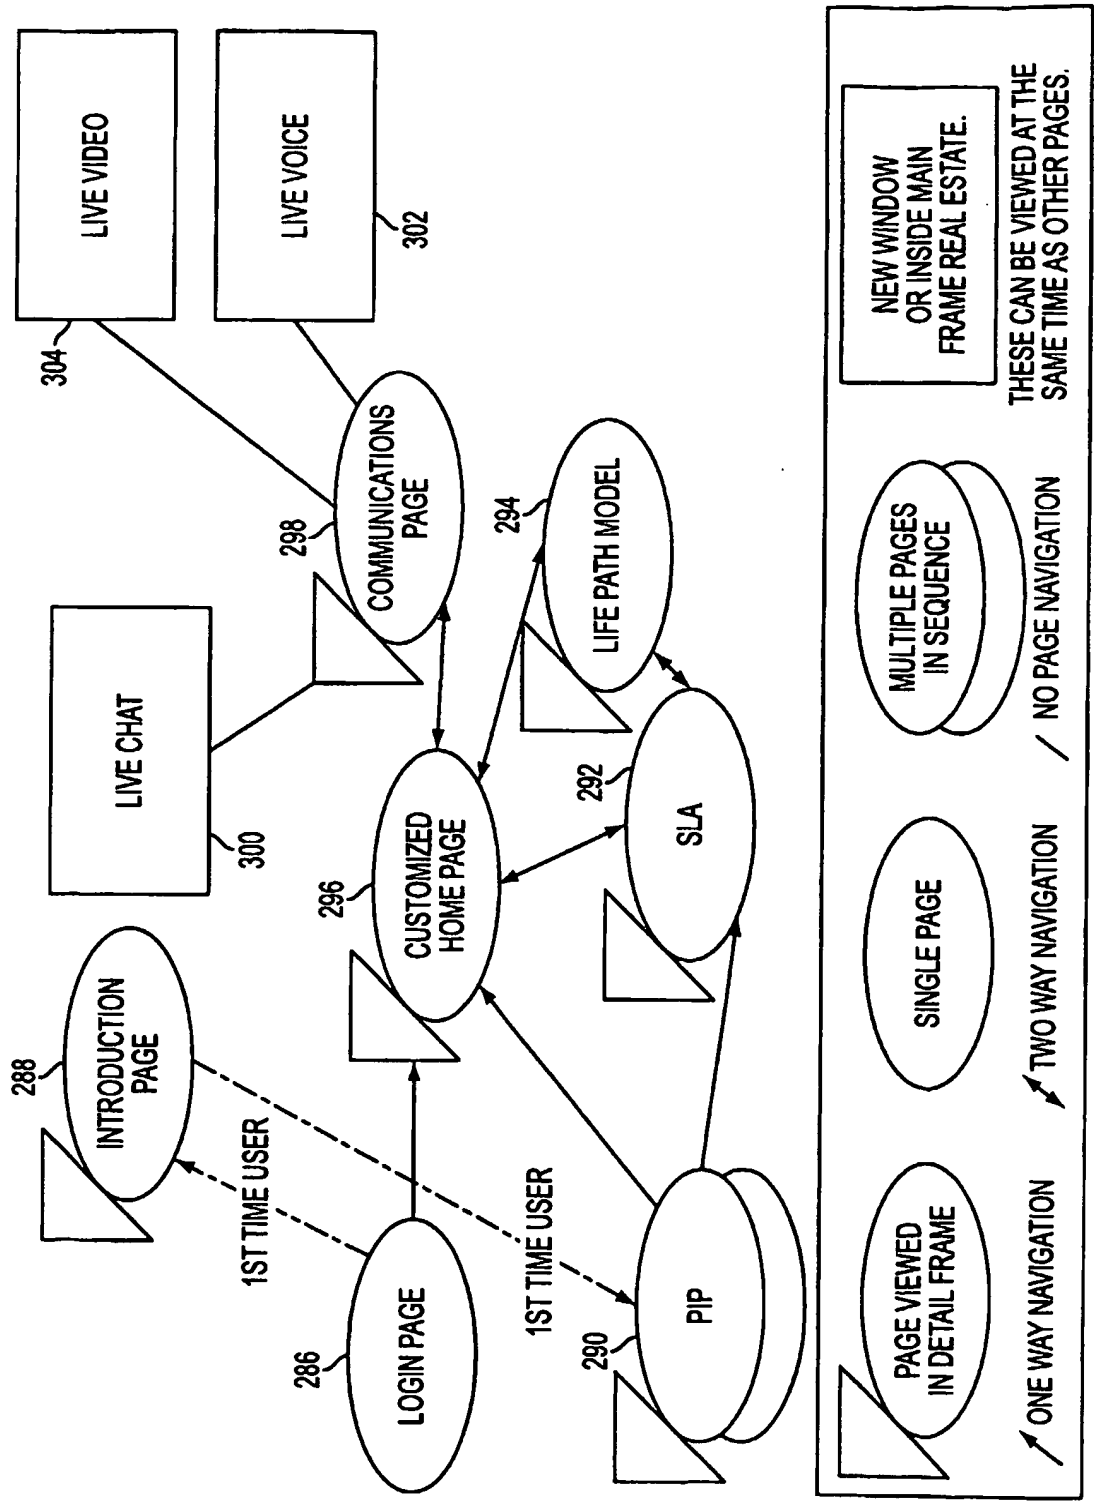 LIVE VIDEO
304
LIVE VOICE
302
LIVE CHAT
300
COMMUNICATIONS
PAGE
298
LIFE PATH MODEL
294
INTRODUCTION
PAGE
288
CUSTOMIZED
HOME PAGE
296
SLA
292
1ST TIME USER
LOGIN PAGE
286
1ST TIME USER
PIP
290
PAGE VIEWED
IN DETAIL FRAME
SINGLE PAGE
MULTIPLE PAGES
IN SEQUENCE
NEW WINDOW
OR INSIDE MAIN
FRAME REAL ESTATE.
THESE CAN BE VIEWED AT THE
SAME TIME AS OTHER PAGES.
ONE WAY NAVIGATION
TWO WAY NAVIGATION
NO PAGE NAVIGATION